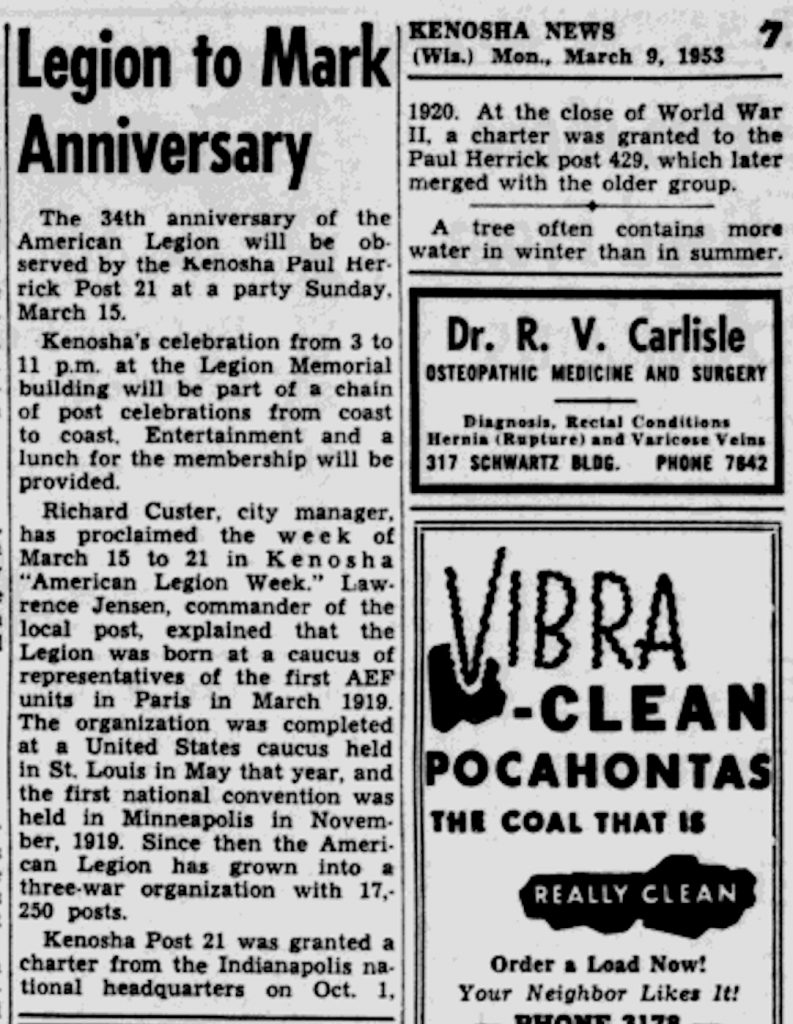 Legion to Mark
Anniversary
The 34th anniversary of the
American Legion will be ob-
served by the Kenosha Paul Her-
rick Post 21 at a party Sunday,
March 15.
Kenosha's celebration from 3 to
11 p.m. at the Legion Memorial
building will be part of a chain
of post celebrations from coast
to coast. Entertainment and a
lunch for the membership will be
provided.
Richard Custer, city manager,
has proclaimed the week of
March 15 to 21 in Kenosha
"American Legion Week." Law-
rence Jensen, commander of the
local post, explained that the
Legion was born at a caucus of
representatives of the first AEF
units in Paris in March 1919.
The organization was completed
at a United States caucus held
in St. Louis in May that year, and
the first national convention was
held in Minneapolis in Novem-
ber, 1919. Since then the Ameri-
can Legion has grown into a
three-war organization with 17,-
250 posts.
Kenosha Post 21 was granted a
charter from the Indianapolis na-
tional headquarters on Oct. 1,
KENOSHA NEWS 7
(Wis.) Mon., March 9, 1953
1920. At the close of World War
II, a charter was granted to the
Paul Herrick post 429, which later
merged with the older group.
A tree often contains more
water in winter than in summer.
Dr. R. V. Carlisle
OSTEOPATHIC MEDICINE AND SURGERY
Diagnosis, Rectal Conditions
Hernia (Rupture) and Varicose Veins
317 SCHWARTZ BLDG. PHONE 7642
VIBRA
-CLEAN
POCAHONTAS
THE COAL THAT IS
REALLY CLEAN
Order a Load Now!
Your Neighbor Likes It!
PHONE 3178